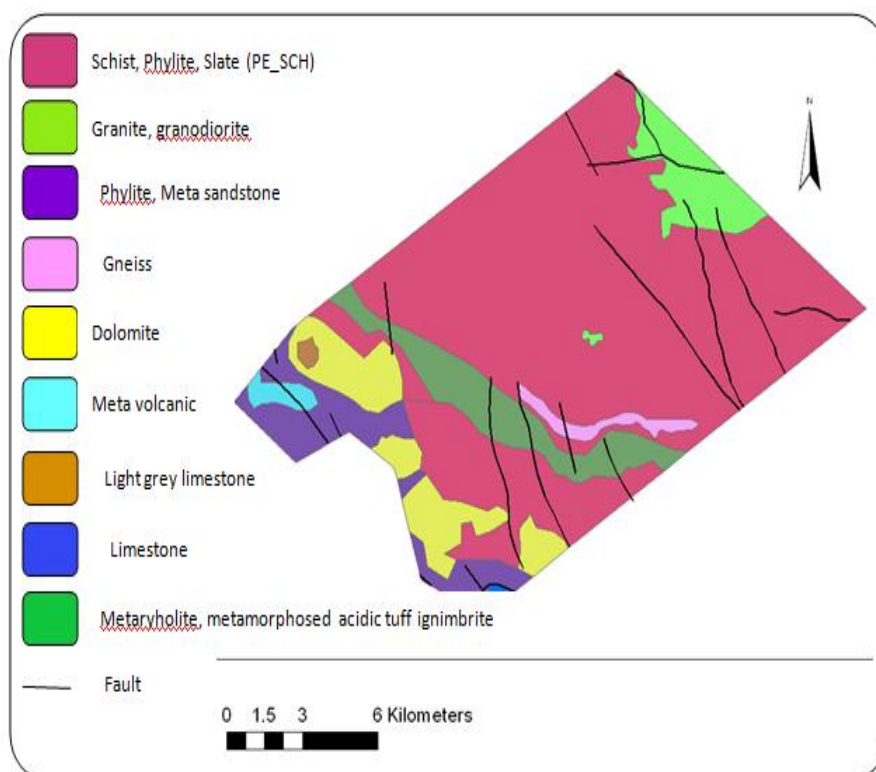 Schist, Phylite, Slate (PE_SCH)
Granite, granodiorite
Phylite, Meta sandstone
Gneiss
Dolomite
Meta volcanic
Light grey limestone
Limestone
Metaryholite, metamorphosed acidic tuff ignimbrite
Fault
N
0 1.5 3 6 Kilometers